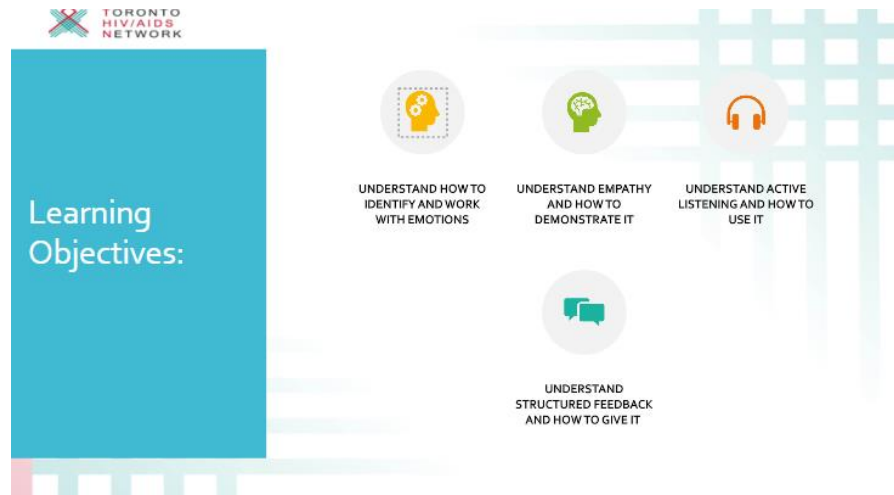 TORONTO
HIV/AIDS
NETWORK
Learning
Objectives:
UNDERSTAND HOW TO
IDENTIFY AND WORK
WITH EMOTIONS
UNDERSTAND EMPATHY
AND HOW TO
DEMONSTRATE IT
UNDERSTAND ACTIVE
LISTENING AND HOW TO
USE IT
UNDERSTAND
STRUCTURED FEEDBACK
AND HOW TO GIVE IT